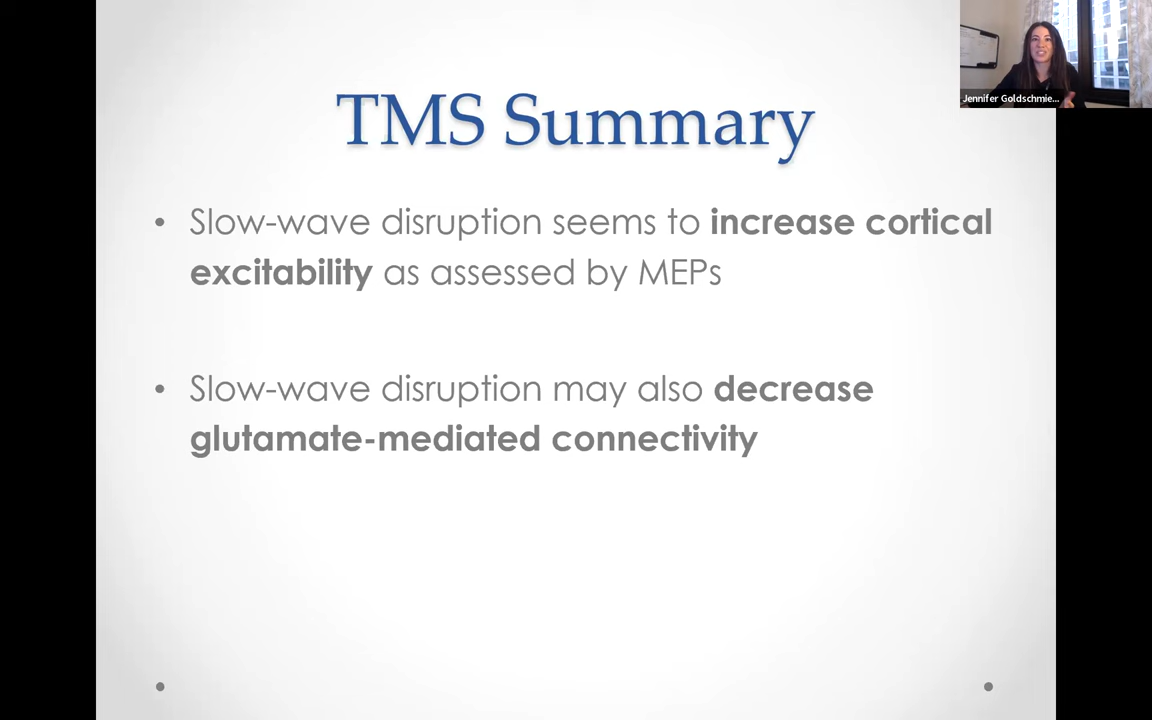 TMS Summary
• Slow-wave disruption seems to increase cortical
excitability as assessed by MEPs
• Slow-wave disruption may also decrease
glutamate-mediated connectivity
Jennifer Goldschmie...